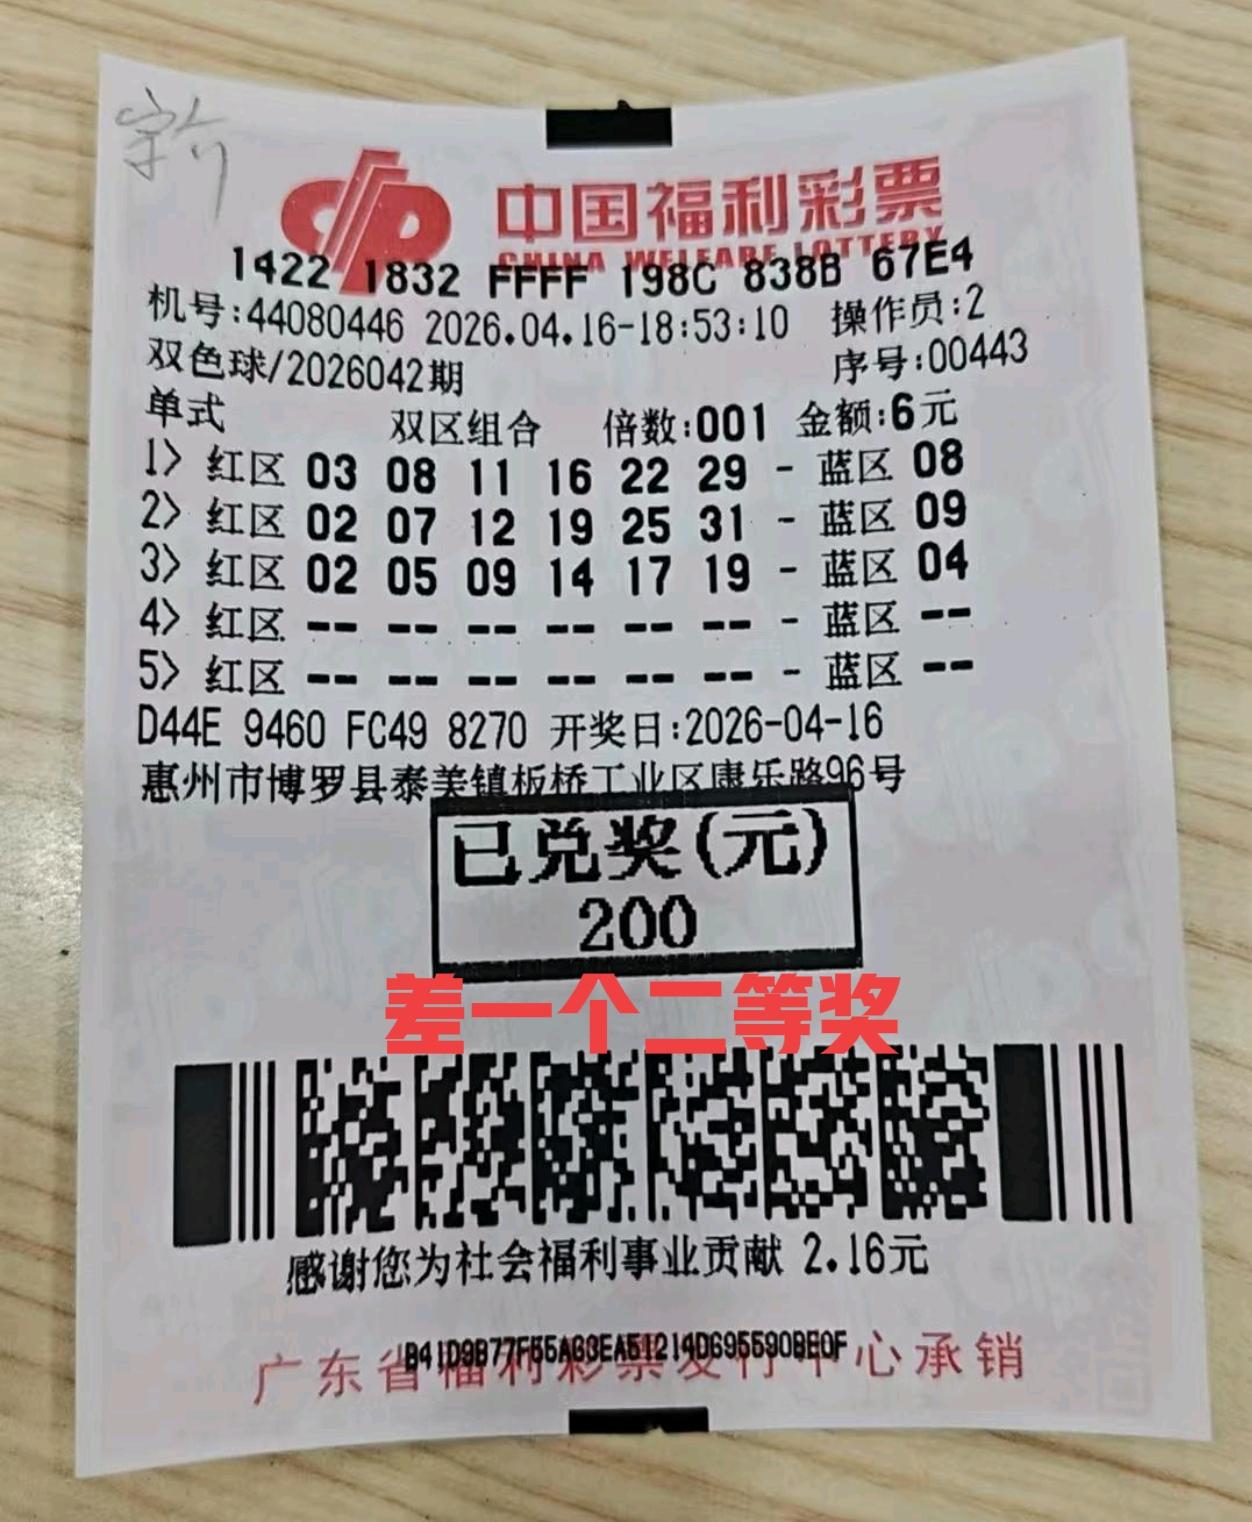 中国福利彩票
CHINA WELFARE LOTTERY
1422 1832 FFFF 198C 838B 67E4
机号:44080446 2026.04.16-18:53:10 操作员:2
双色球/2026042期 序号:00443
单式 双区组合 倍数:001 金额:6元
1> 红区 03 08 11 16 22 29 - 蓝区 08
2> 红区 02 07 12 19 25 31 - 蓝区 09
3> 红区 02 05 09 14 17 19 - 蓝区 04
4> 红区 -- -- -- -- -- -- - 蓝区 --
5> 红区 -- -- -- -- -- -- - 蓝区 --
D44E 9460 FC49 8270 开奖日:2026-04-16
惠州市博罗县泰美镇板桥工业区康乐路96号
已兑奖(元)
200
差一个二等奖
感谢您为社会福利事业贡献 2.16元
广东省福利彩票发行中心承销